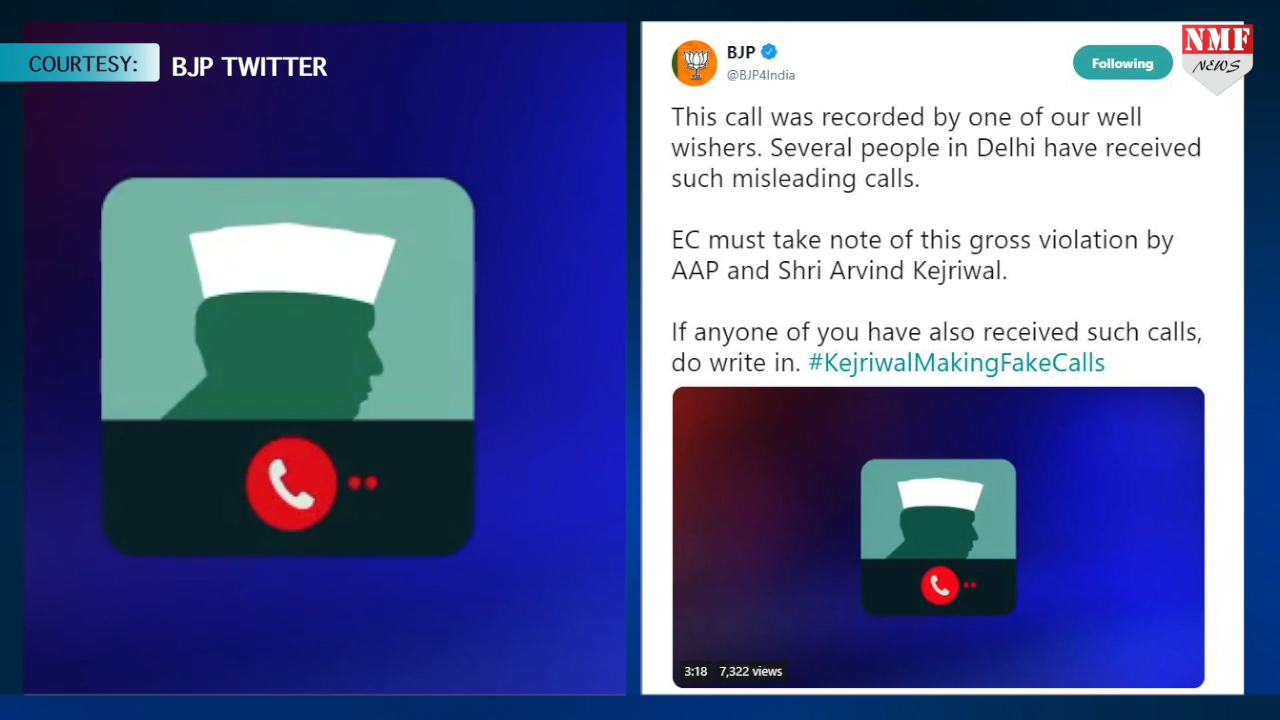 COURTESY:
BJP TWITTER
BJP
@BJP4India
Following
NMF
NEWS
This call was recorded by one of our well
wishers. Several people in Delhi have received
such misleading calls.
EC must take note of this gross violation by
AAP and Shri Arvind Kejriwal.
If anyone of you have also received such calls,
do write in. #KejriwalMakingFakeCalls
3:18 7,322 views